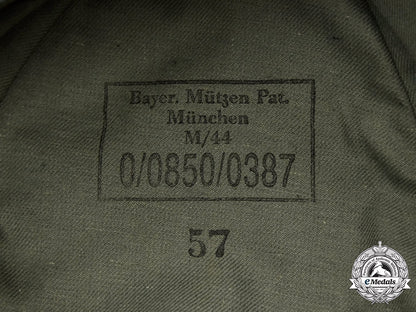 Bayer. Mützen Pat.
München
M/44
0/0850/0387
57
eMedals